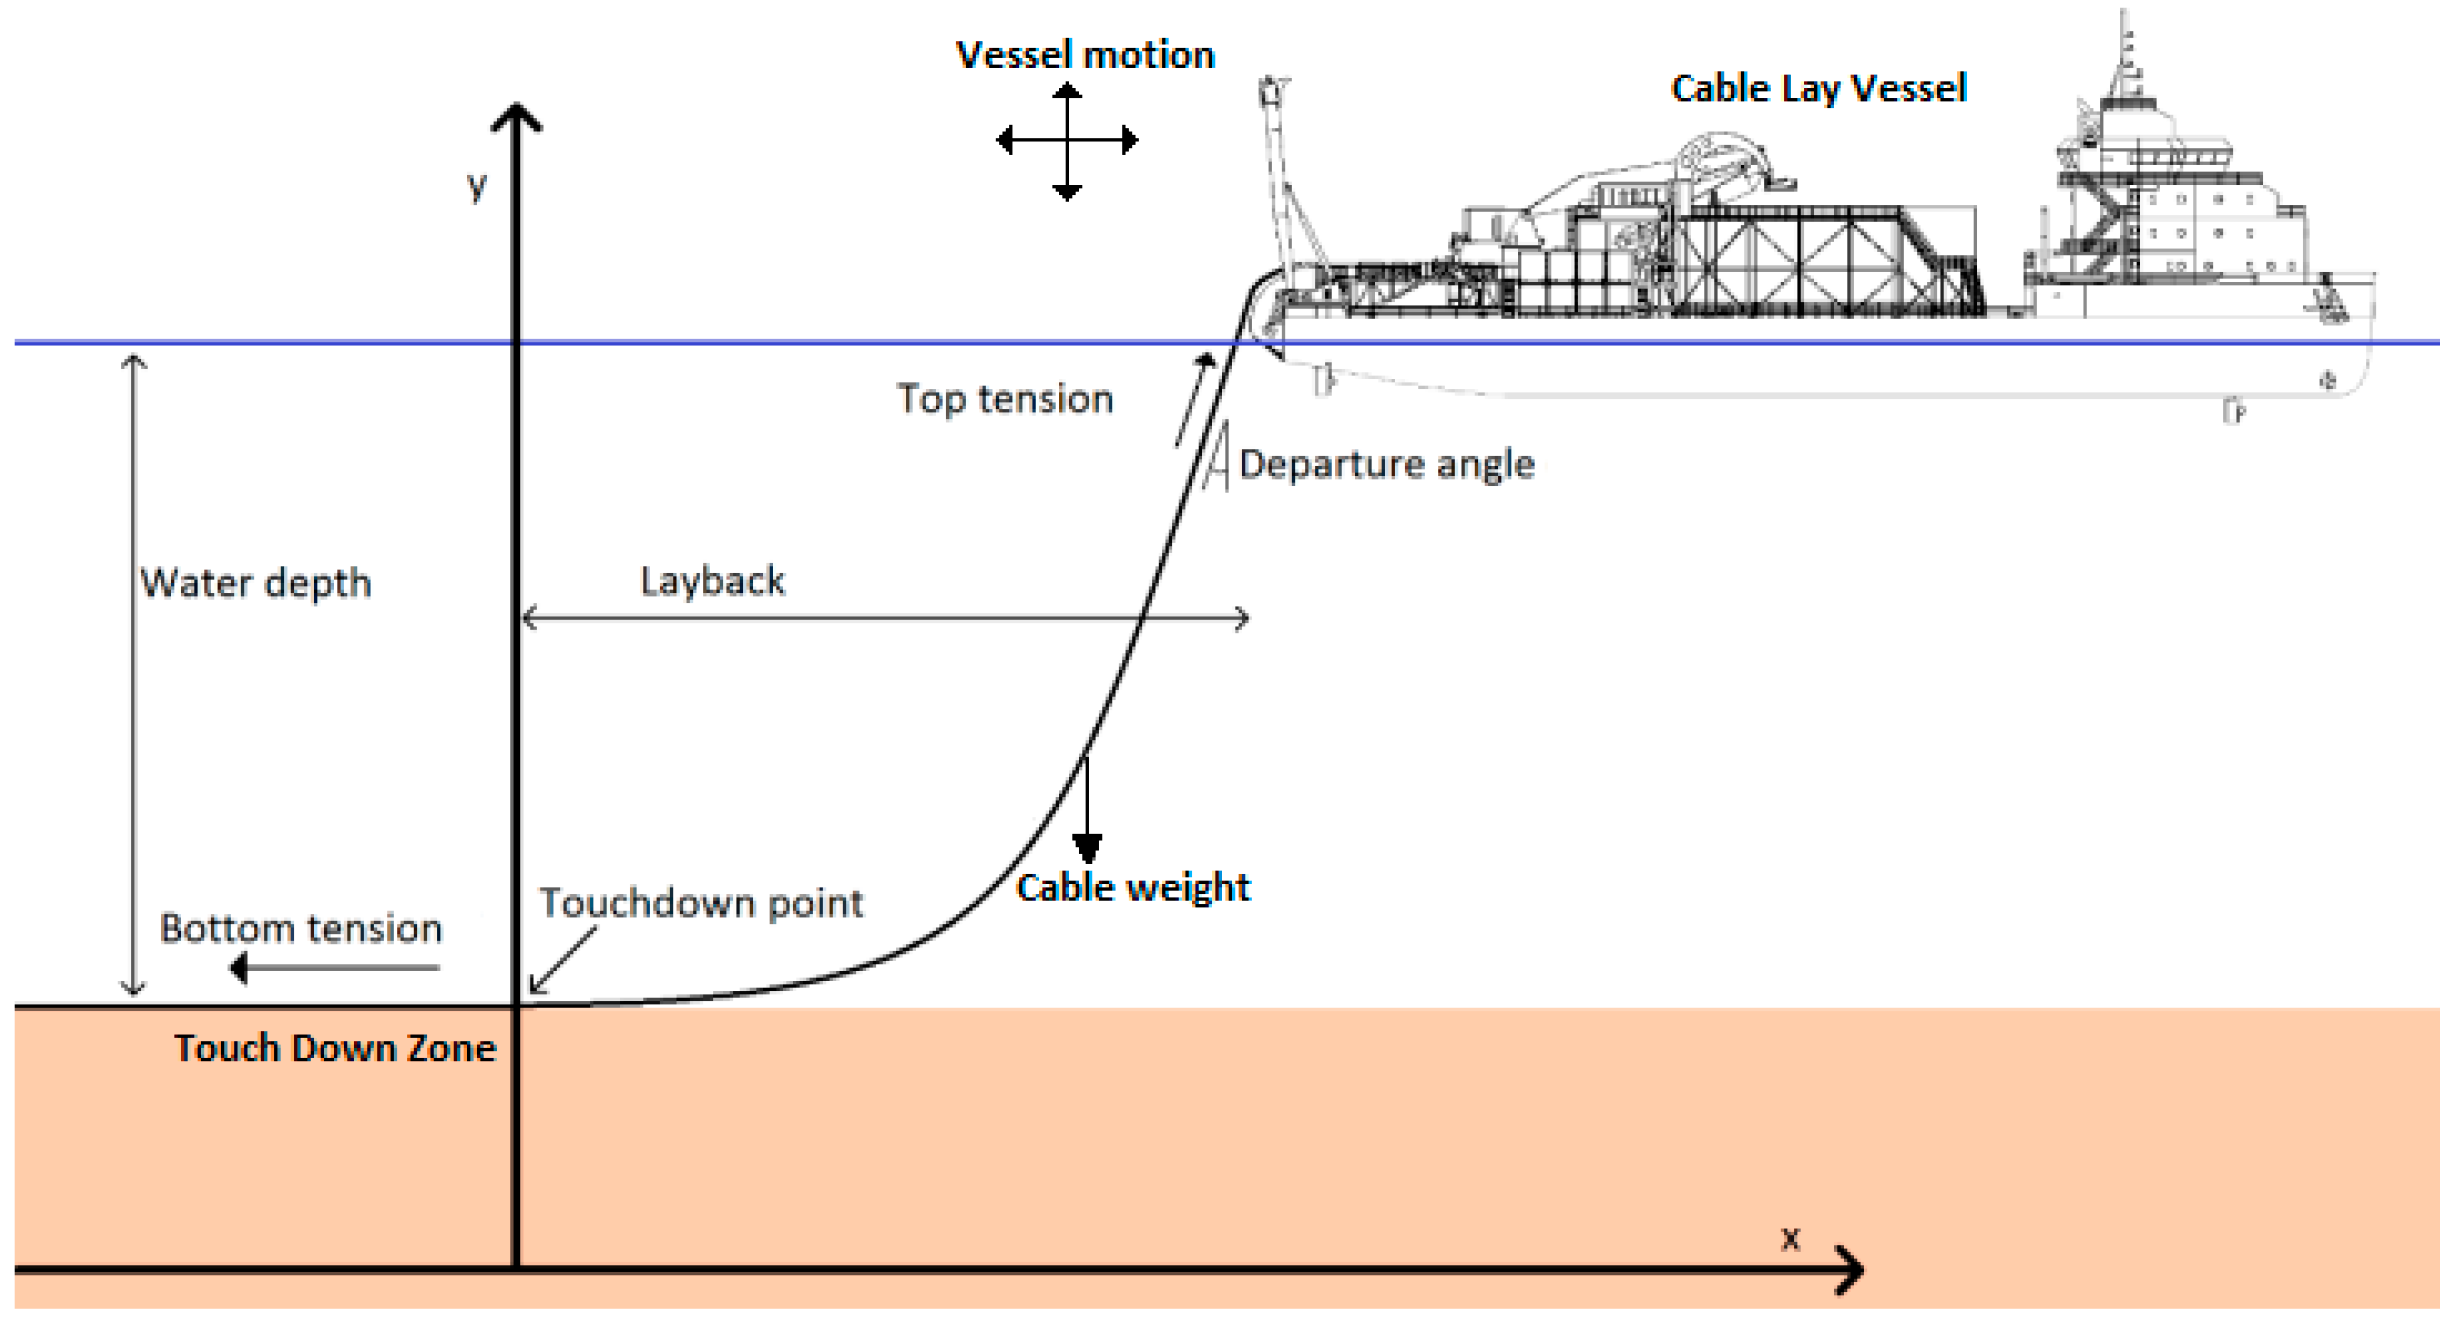 Vessel motion
Cable Lay Vessel
y
Top tension
Departure angle
Water depth
Layback
Cable weight
Touchdown point
Bottom tension
Touch Down Zone
x